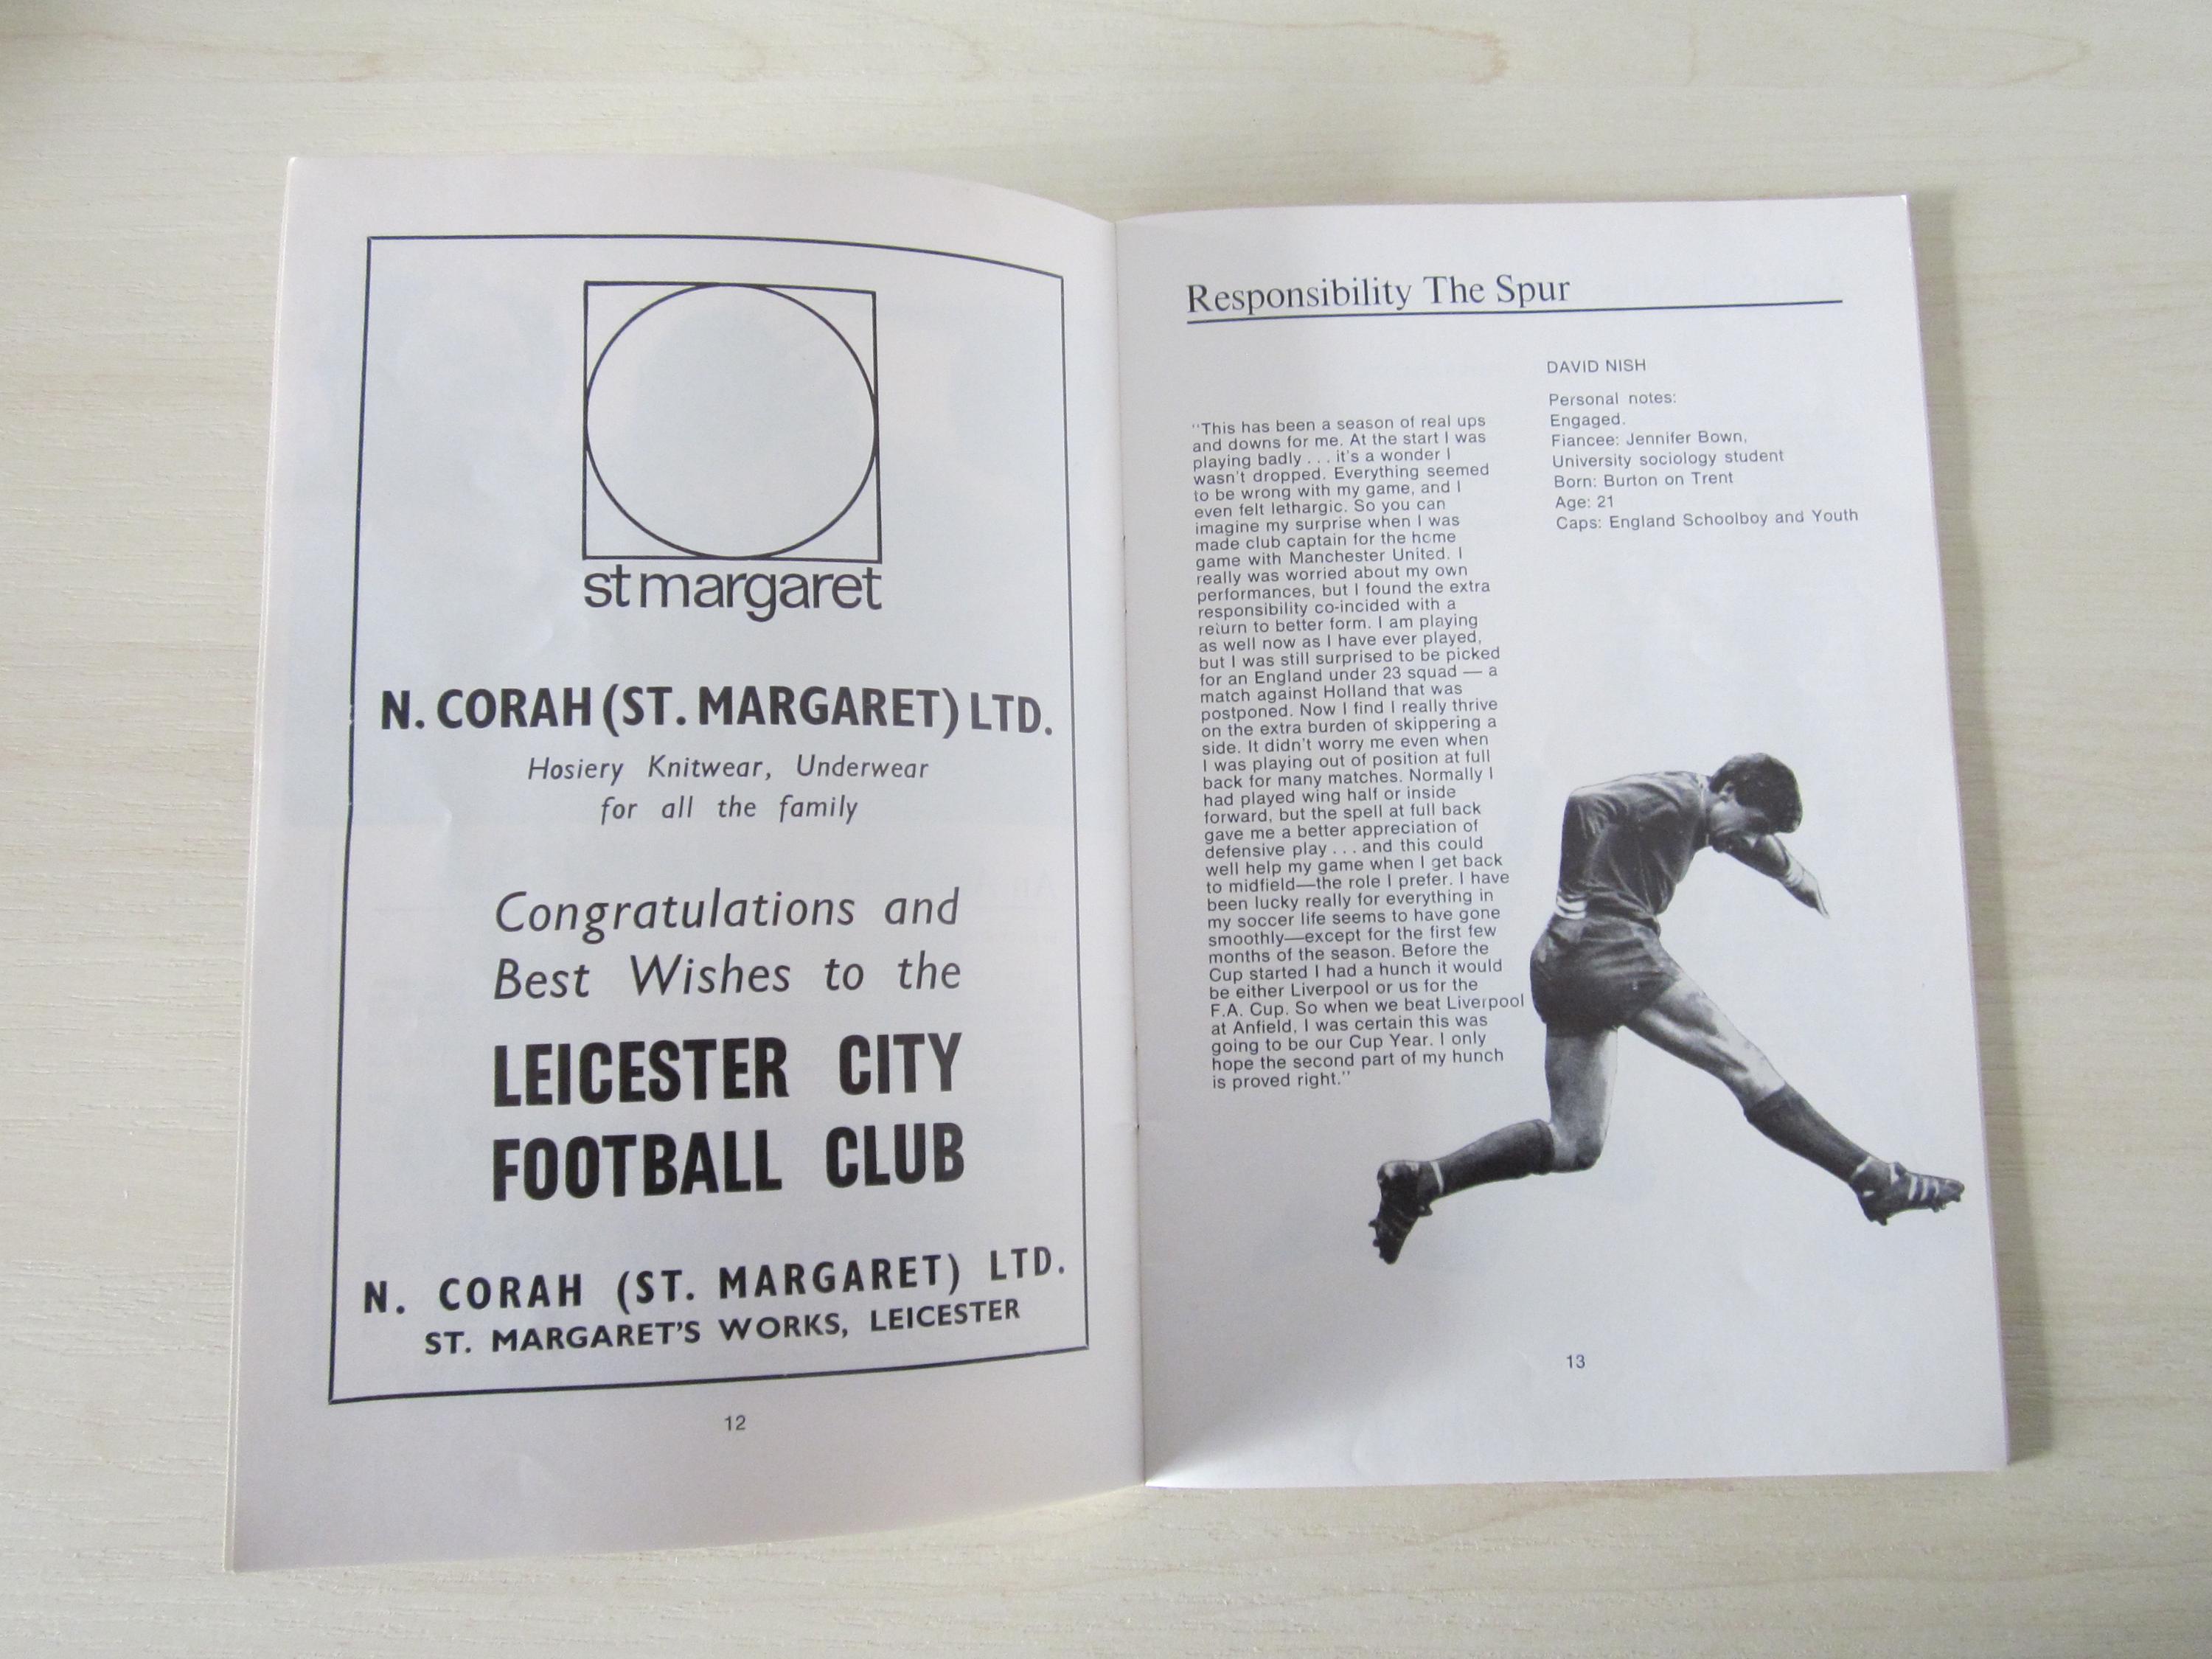 st margaret
N. CORAH (ST. MARGARET) LTD.
Hosiery Knitwear, Underwear
for all the family
Congratulations and
Best Wishes to the
LEICESTER CITY
FOOTBALL CLUB
N. CORAH (ST. MARGARET) LTD.
ST. MARGARET'S WORKS, LEICESTER
12
Responsibility The Spur
"This has been a season of real ups
and downs for me. At the start I was
playing badly . . . it's a wonder I
wasn't dropped. Everything seemed
to be wrong with my game, and I
even felt lethargic. So you can
imagine my surprise when I was
made club captain for the home
game with Manchester United. I
really was worried about my own
performances, but I found the extra
responsibility co-incided with a
return to better form. I am playing
as well now as I have ever played,
but I was still surprised to be picked
for an England under 23 squad — a
match against Holland that was
postponed. Now I find I really thrive
on the extra burden of skippering a
side. It didn't worry me even when
I was playing out of position at full
back for many matches. Normally I
had played wing half or inside
forward, but the spell at full back
gave me a better appreciation of
defensive play . . . and this could
well help my game when I get back
to midfield—the role I prefer. I have
been lucky really for everything in
my soccer life seems to have gone
smoothly—except for the first few
months of the season. Before the
Cup started I had a hunch it would
be either Liverpool or us for the
F.A. Cup. So when we beat Liverpool
at Anfield, I was certain this was
going to be our Cup Year. I only
hope the second part of my hunch
is proved right."
DAVID NISH
Personal notes:
Engaged.
Fiancee: Jennifer Bown,
University sociology student
Born: Burton on Trent
Age: 21
Caps: England Schoolboy and Youth
13